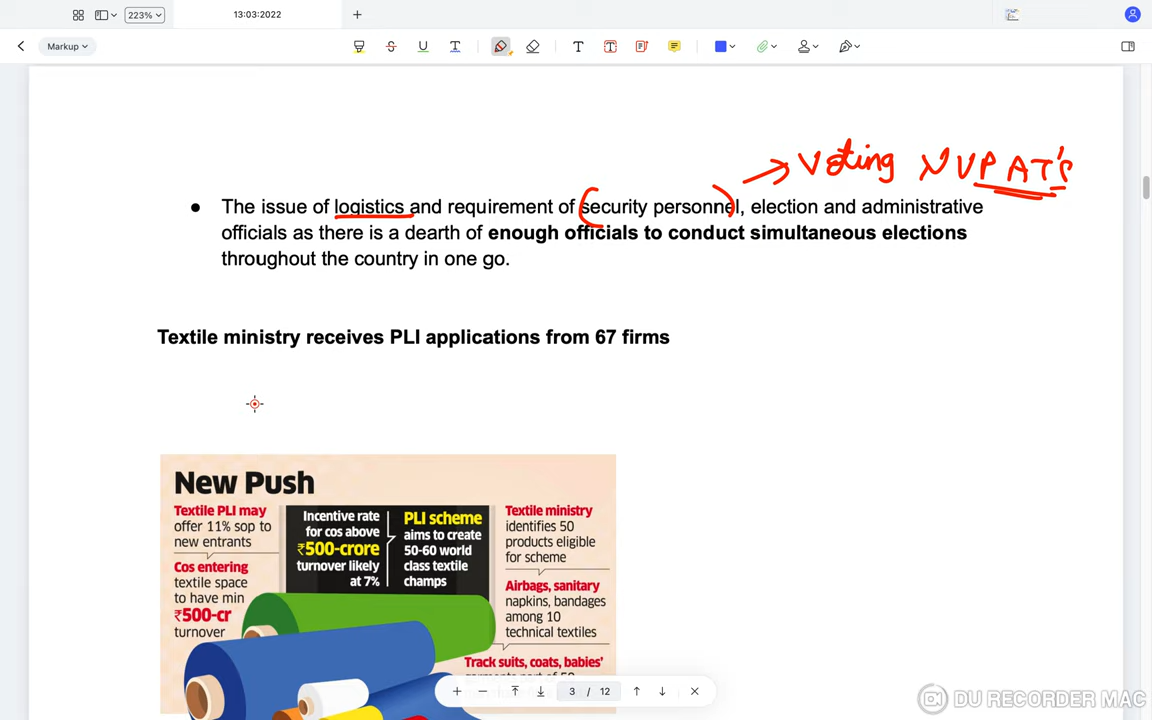 223%
13:03:2022
Markup
Voting VVPAT's
The issue of logistics and requirement of security personnel, election and administrative
officials as there is a dearth of enough officials to conduct simultaneous elections
throughout the country in one go.
Textile ministry receives PLI applications from 67 firms
New Push
Textile PLI may
offer 11% sop to
new entrants
Cos entering
textile space
to have min
₹500-cr
turnover
Incentive rate
for cos above
₹500-crore
turnover likely
at 7%
PLI scheme
aims to create
50-60 world
class textile
champs
Textile ministry
identifies 50
products eligible
for scheme
Airbags, sanitary
napkins, bandages
among 10
technical textiles
Track suits, coats, babies'
3 / 12
DU RECORDER MAC